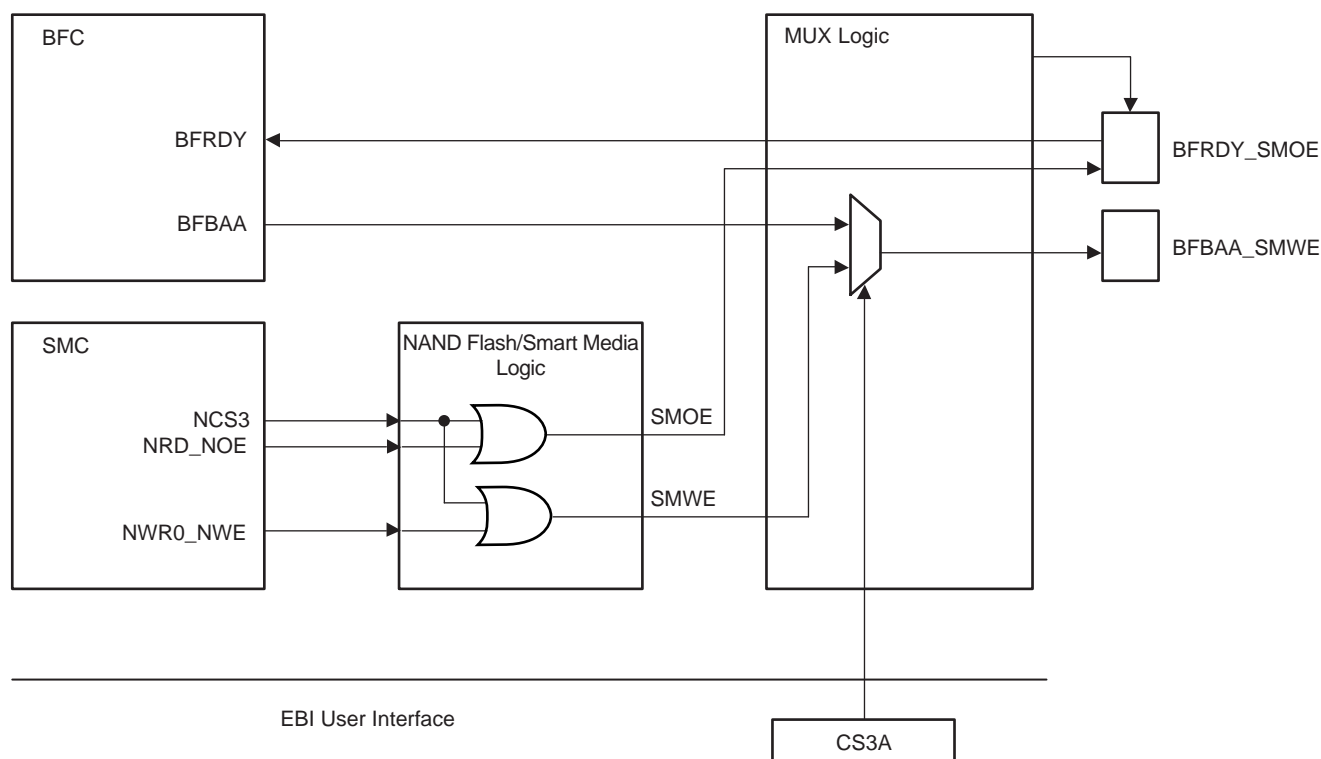 BFC
MUX Logic
BFRDY
BFRDY_SMOE
BFBAA
BFBAA_SMWE
SMC
NAND Flash/Smart Media
Logic
NCS3
SMOE
NRD_NOE
SMWE
NWR0_NWE
EBI User Interface
CS3A